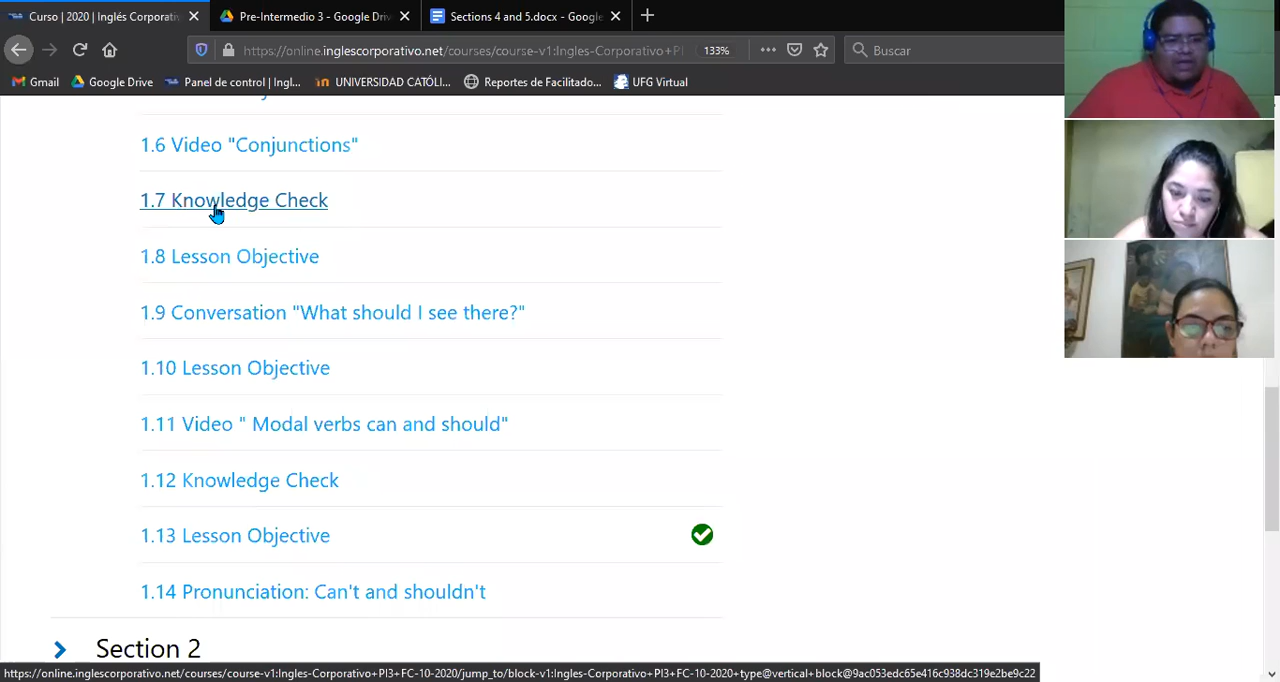 Curso | 2020 | Inglés Corporati
Pre-Intermedio 3 - Google Driv
Sections 4 and 5.docx - Google
https://online.inglescorporativo.net/courses/course-v1:Ingles-Corporativo+PI
133%
Buscar
Gmail
Google Drive
Panel de control | Ingl...
UNIVERSIDAD CATÓLI...
Reportes de Facilitado...
UFG Virtual
1.6 Video "Conjunctions"
1.7 Knowledge Check
1.8 Lesson Objective
1.9 Conversation "What should I see there?"
1.10 Lesson Objective
1.11 Video " Modal verbs can and should"
1.12 Knowledge Check
1.13 Lesson Objective
1.14 Pronunciation: Can't and shouldn't
Section 2
https://online.inglescorporativo.net/courses/course-v1:Ingles-Corporativo+PI3+FC-10-2020/jump_to/block-v1:Ingles-Corporativo+PI3+FC-10-2020+type@vertical+block@9ac053edc65e416c938dc319e2be9c22